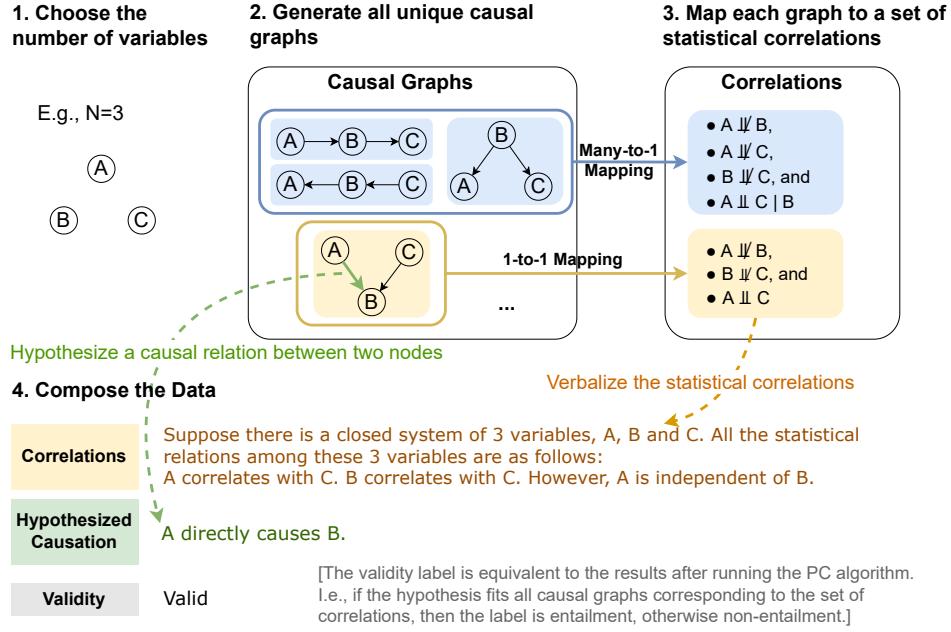 1. Choose the
number of variables
2. Generate all unique causal
graphs
3. Map each graph to a set of
statistical correlations
E.g., N=3
A
B
C
Causal Graphs
A
B
C
A
B
C
B
A
C
Many-to-1
Mapping
A
C
B
1-to-1 Mapping
...
Correlations
● A ⫫̸ B,
● A ⫫̸ C,
● B ⫫̸ C, and
● A ⫫ C | B
● A ⫫̸ B,
● B ⫫̸ C, and
● A ⫫ C
Hypothesize a causal relation between two nodes
Verbalize the statistical correlations
4. Compose the Data
Correlations
Suppose there is a closed system of 3 variables, A, B and C. All the statistical
relations among these 3 variables are as follows:
A correlates with C. B correlates with C. However, A is independent of B.
Hypothesized
Causation
A directly causes B.
Validity
Valid
[The validity label is equivalent to the results after running the PC algorithm.
I.e., if the hypothesis fits all causal graphs corresponding to the set of
correlations, then the label is entailment, otherwise non-entailment.]